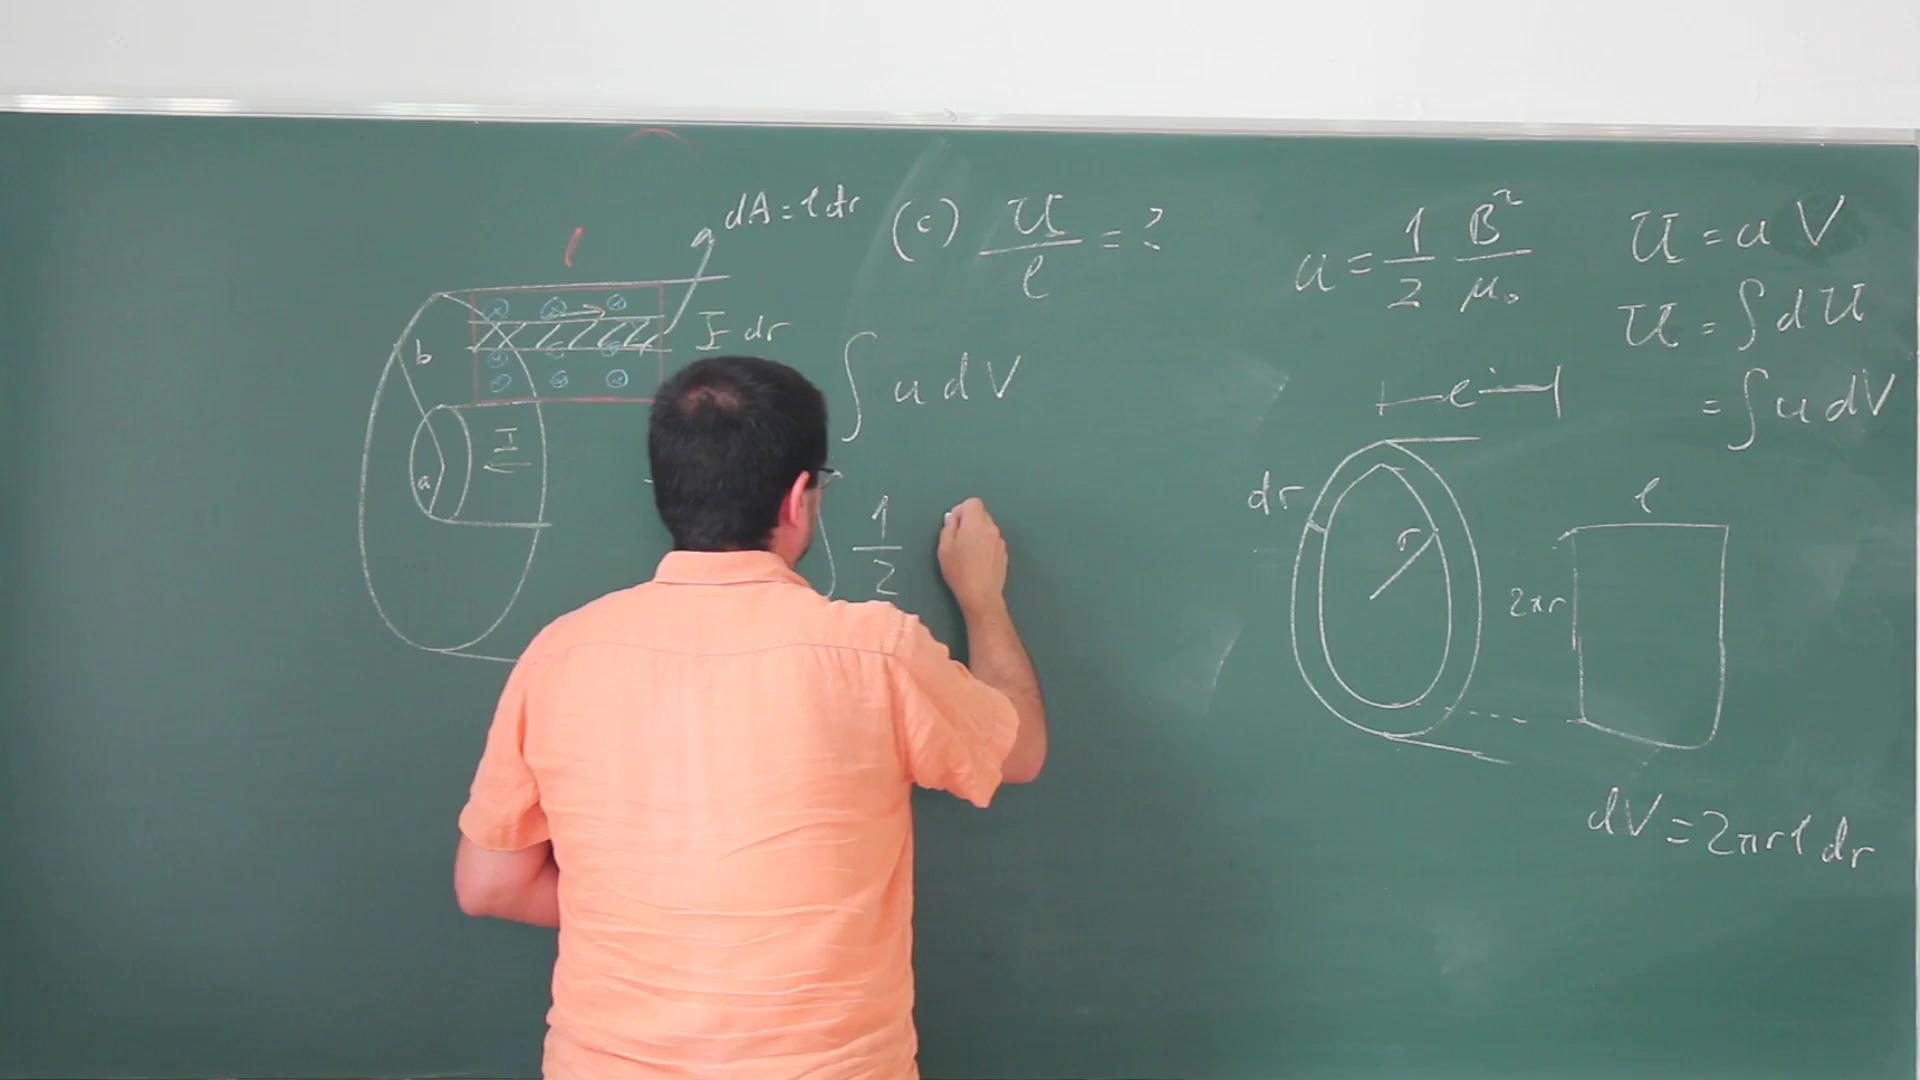 dA = l dr
l
I dr
b
a
I
(c) U/l = ?
∫ u dV
1/2
u = 1/2 B²/μ₀
U = u V
U = ∫ dU
= ∫ u dV
l
dr
r
l
2πr
dV = 2πr l dr